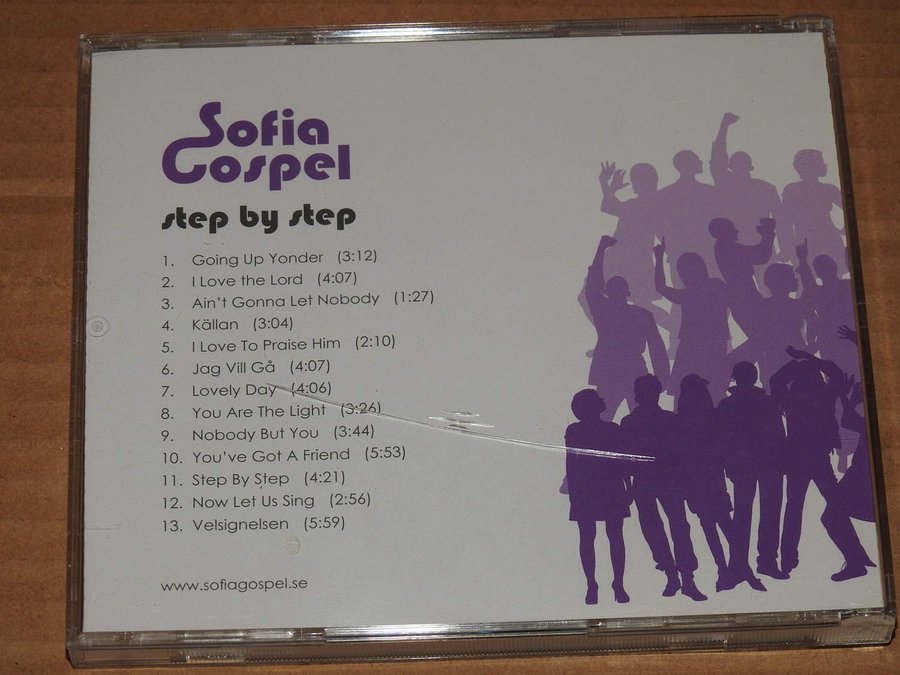 Sofia
Gospel
step by step
1. Going Up Yonder (3:12)
2. I Love the Lord (4:07)
3. Ain't Gonna Let Nobody (1:27)
4. Källan (3:04)
5. I Love To Praise Him (2:10)
6. Jag Vill Gå (4:07)
7. Lovely Day (4:06)
8. You Are The Light (3:26)
9. Nobody But You (3:44)
10. You've Got A Friend (5:53)
11. Step By Step (4:21)
12. Now Let Us Sing (2:56)
13. Velsignelsen (5:59)
www.sofiagospel.se